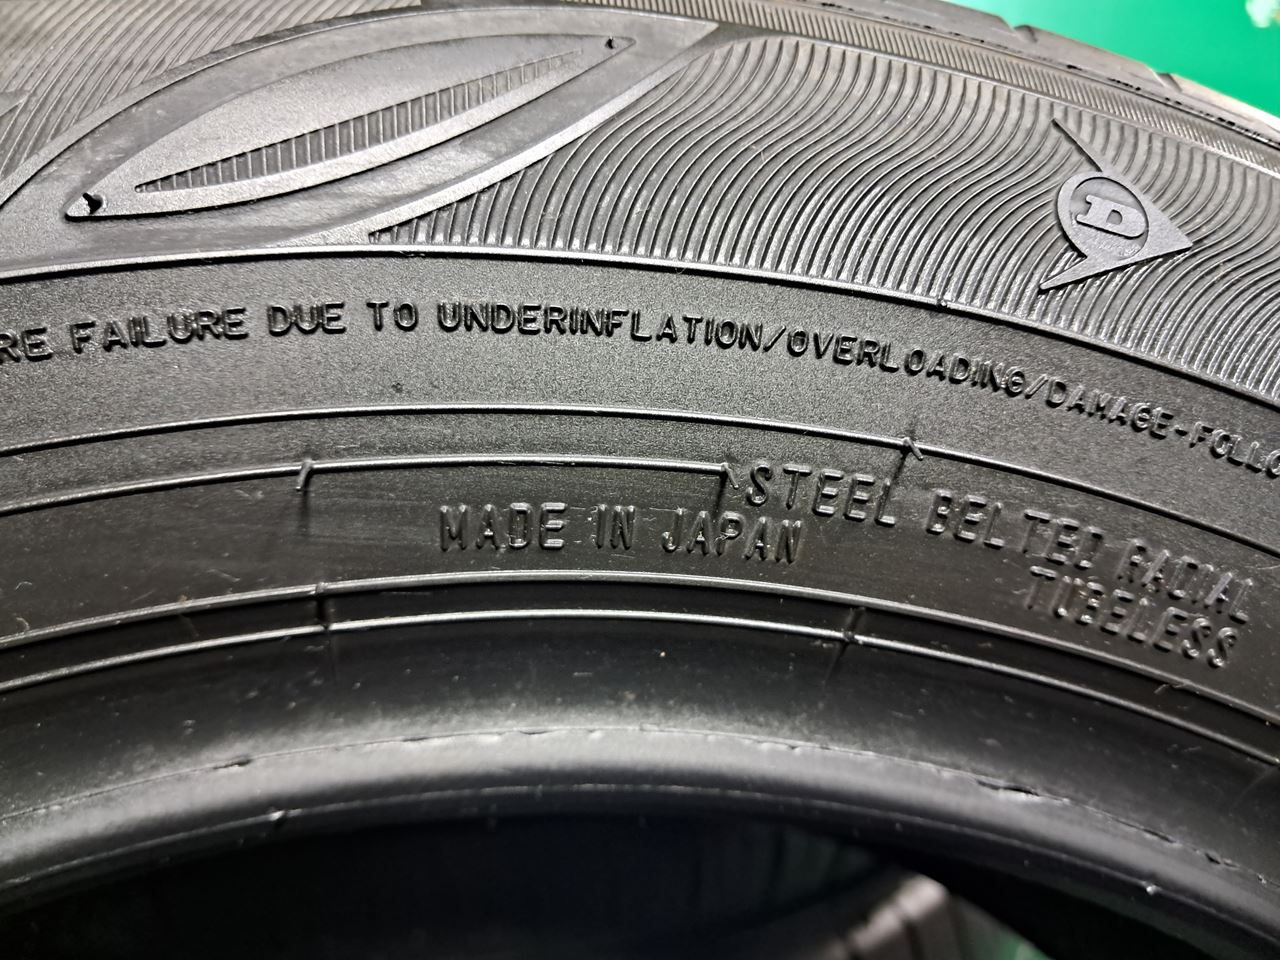 D
RE FAILURE DUE TO UNDERINFLATION/OVERLOADING/DAMAGE-FOLLO
MADE IN JAPAN
STEEL BELTED RADIAL
TUBELESS